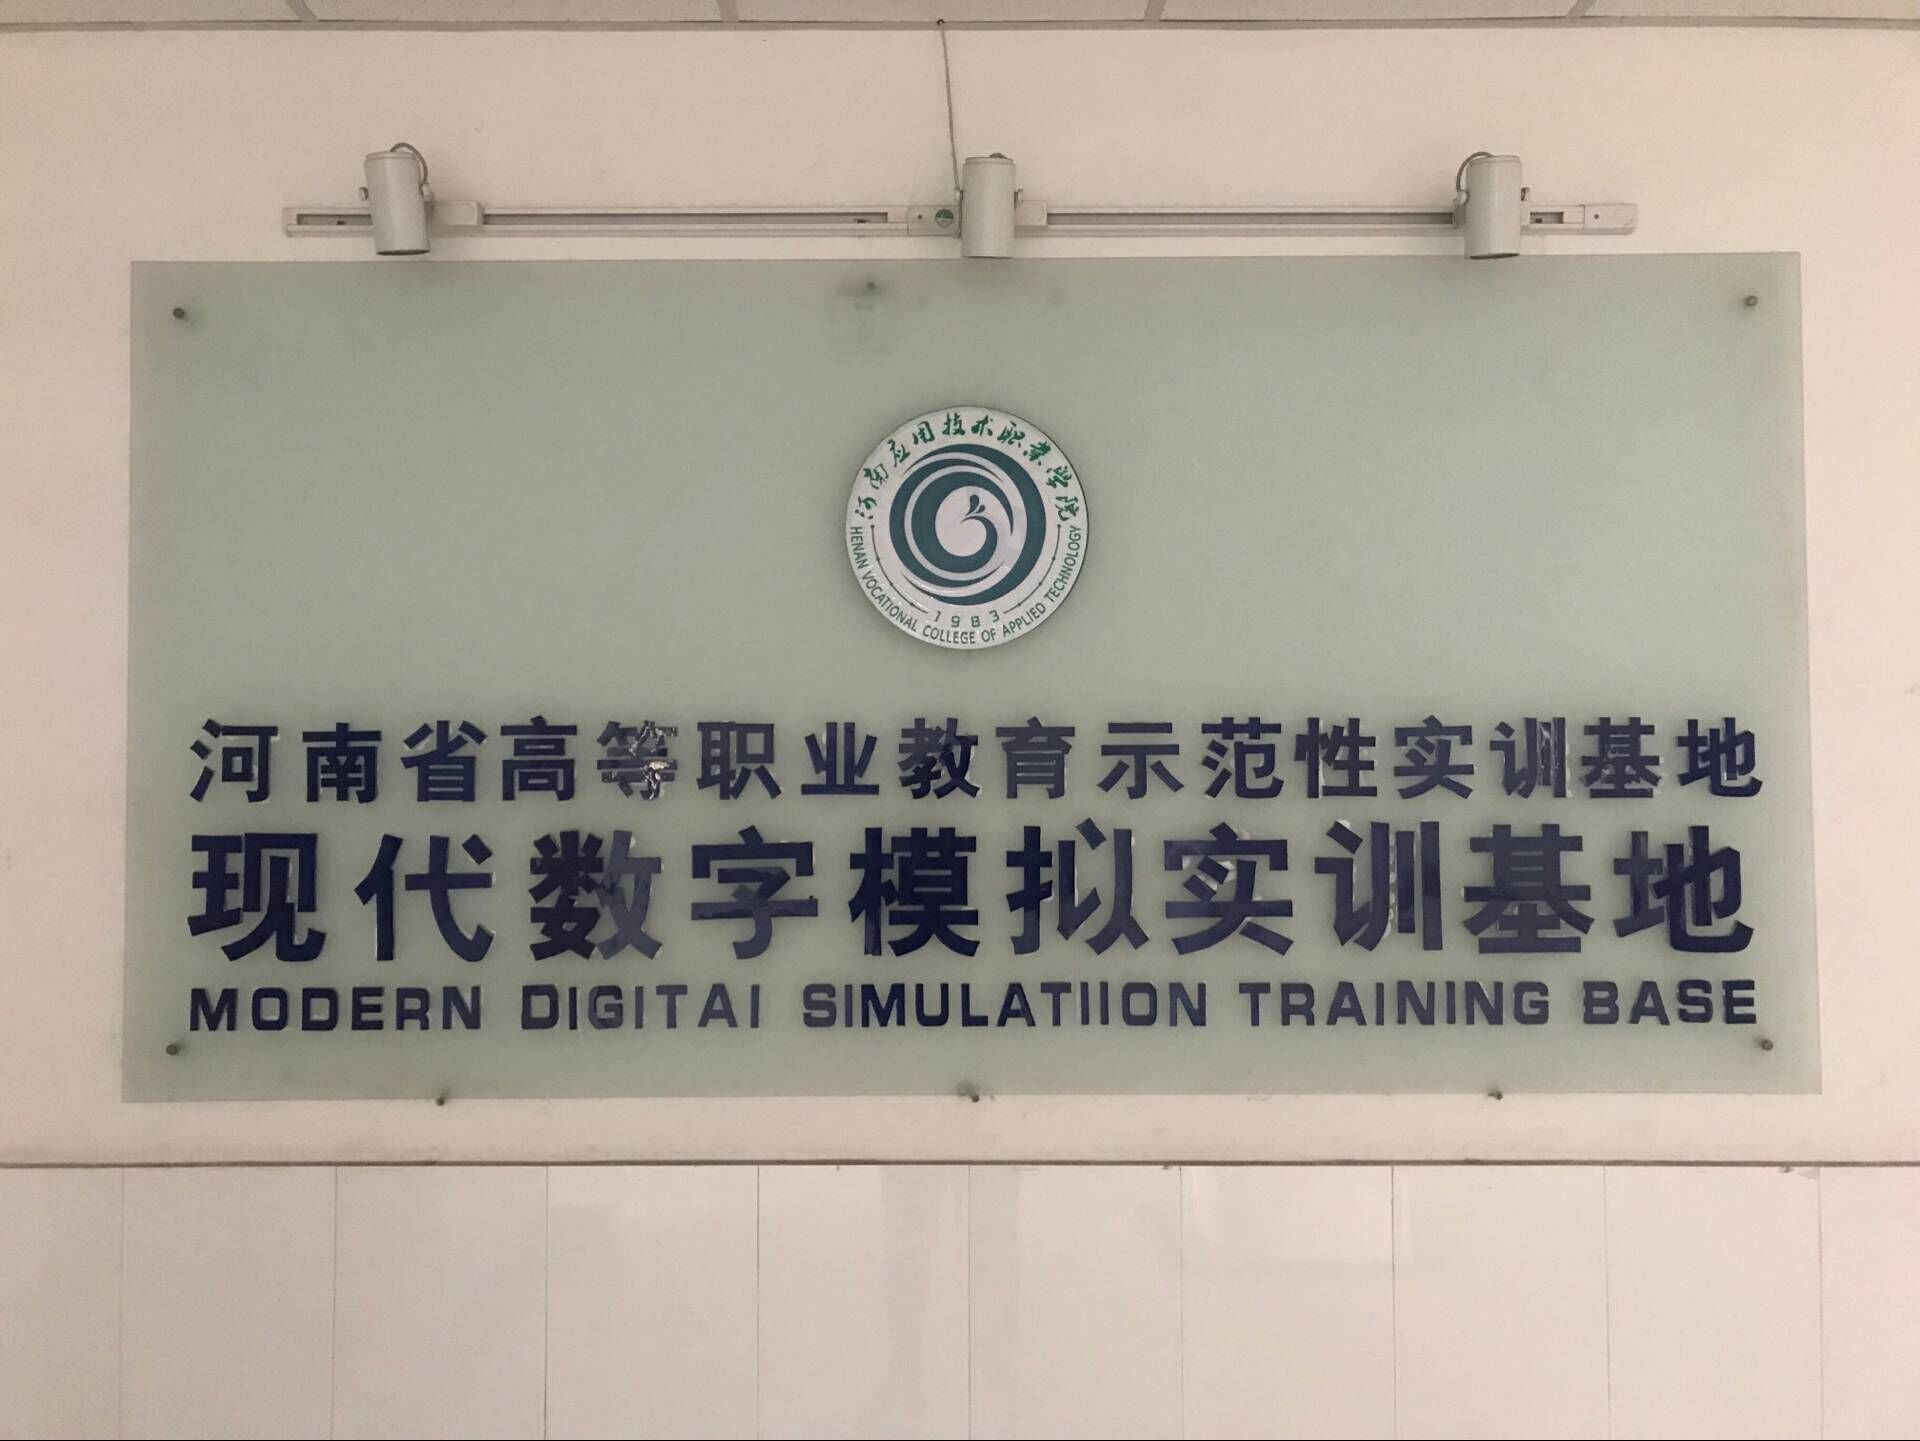 河南应用技术职业学院
1983
HENAN VOCATIONAL COLLEGE OF APPLIED TECHNOLOGY
河南省高等职业教育示范性实训基地
现代数字模拟实训基地
MODERN DIGITAI SIMULATIION TRAINING BASE